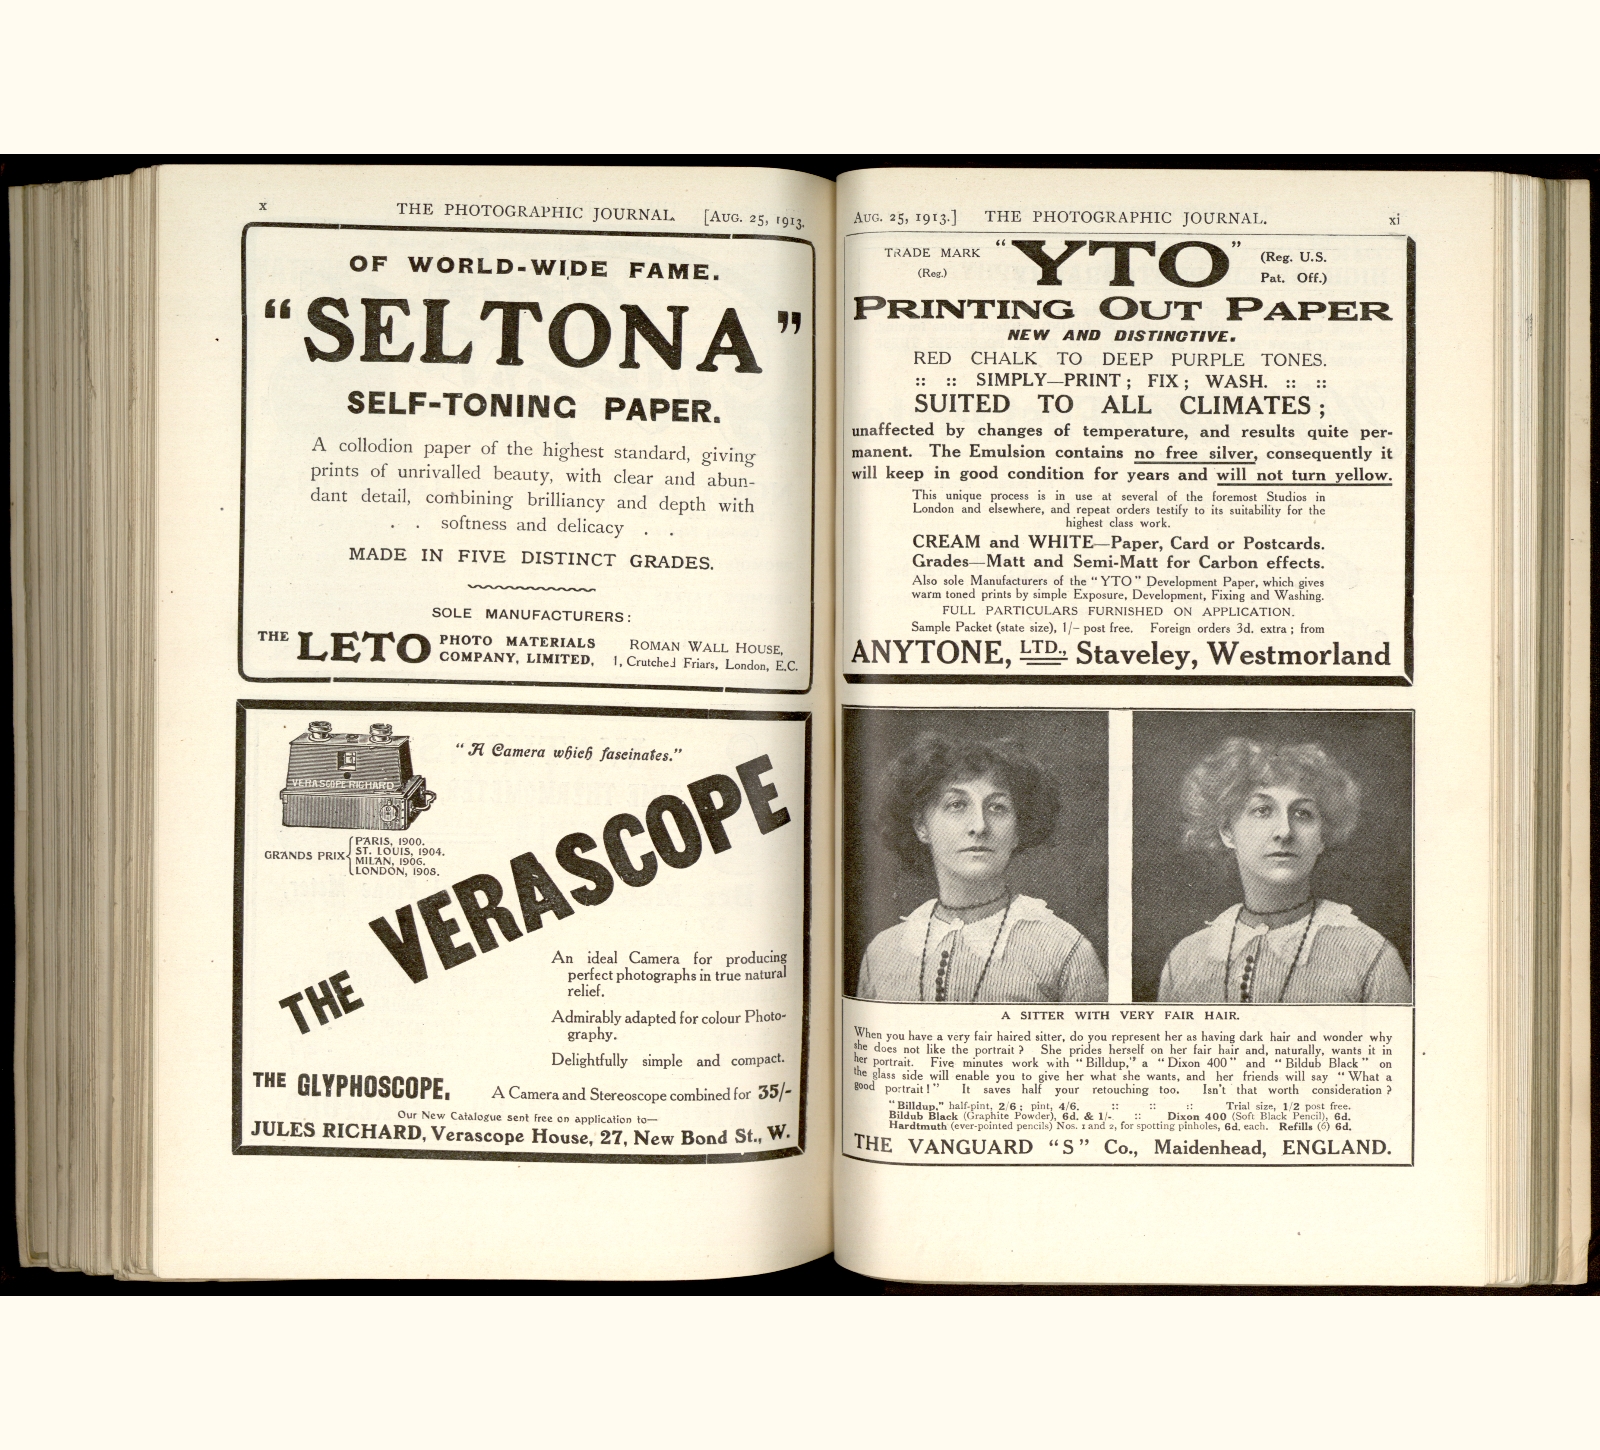 x THE PHOTOGRAPHIC JOURNAL. [AUG. 25, 1913.
OF WORLD-WIDE FAME.
"SELTONA"
SELF-TONING PAPER.
A collodion paper of the highest standard, giving
prints of unrivalled beauty, with clear and abun-
dant detail, combining brilliancy and depth with
. . softness and delicacy . .
MADE IN FIVE DISTINCT GRADES.
SOLE MANUFACTURERS:
THE LETO PHOTO MATERIALS COMPANY, LIMITED,
ROMAN WALL HOUSE,
1, Crutched Friars, London, E.C.
VERASCOPE RICHARD
"A Camera which fascinates."
GRANDS PRIX
PARIS, 1900.
ST. LOUIS, 1904.
MILAN, 1906.
LONDON, 1908.
THE VERASCOPE
An ideal Camera for producing
perfect photographs in true natural
relief.
Admirably adapted for colour Photo-
graphy.
Delightfully simple and compact.
THE GLYPHOSCOPE. A Camera and Stereoscope combined for 35/-
Our New Catalogue sent free on application to—
JULES RICHARD, Verascope House, 27, New Bond St., W.
AUG. 25, 1913.] THE PHOTOGRAPHIC JOURNAL. xi
TRADE MARK (Reg.) "YTO" (Reg. U.S. Pat. Off.)
PRINTING OUT PAPER
NEW AND DISTINCTIVE.
RED CHALK TO DEEP PURPLE TONES.
:: :: SIMPLY—PRINT; FIX; WASH. :: ::
SUITED TO ALL CLIMATES;
unaffected by changes of temperature, and results quite per-
manent. The Emulsion contains no free silver, consequently it
will keep in good condition for years and will not turn yellow.
This unique process is in use at several of the foremost Studios in
London and elsewhere, and repeat orders testify to its suitability for the
highest class work.
CREAM and WHITE—Paper, Card or Postcards.
Grades—Matt and Semi-Matt for Carbon effects.
Also sole Manufacturers of the "YTO" Development Paper, which gives
warm toned prints by simple Exposure, Development, Fixing and Washing.
FULL PARTICULARS FURNISHED ON APPLICATION.
Sample Packet (state size), 1/- post free. Foreign orders 3d. extra; from
ANYTONE, LTD., Staveley, Westmorland
A SITTER WITH VERY FAIR HAIR.
When you have a very fair haired sitter, do you represent her as having dark hair and wonder why
she does not like the portrait? She prides herself on her fair hair and, naturally, wants it in
her portrait. Five minutes work with "Billdup," a "Dixon 400" and "Bildub Black" on
the glass side will enable you to give her what she wants, and her friends will say "What a
good portrait!" It saves half your retouching too. Isn't that worth consideration?
"Billdup," half-pint, 2/6; pint, 4/6. :: :: :: Trial size, 1/2 post free.
Bildub Black (Graphite Powder), 6d. & 1/-. :: Dixon 400 (Soft Black Pencil), 6d.
Hardtmuth (ever-pointed pencils) Nos. 1 and 2, for spotting pinholes, 6d. each. Refills (6) 6d.
THE VANGUARD "S" Co., Maidenhead, ENGLAND.